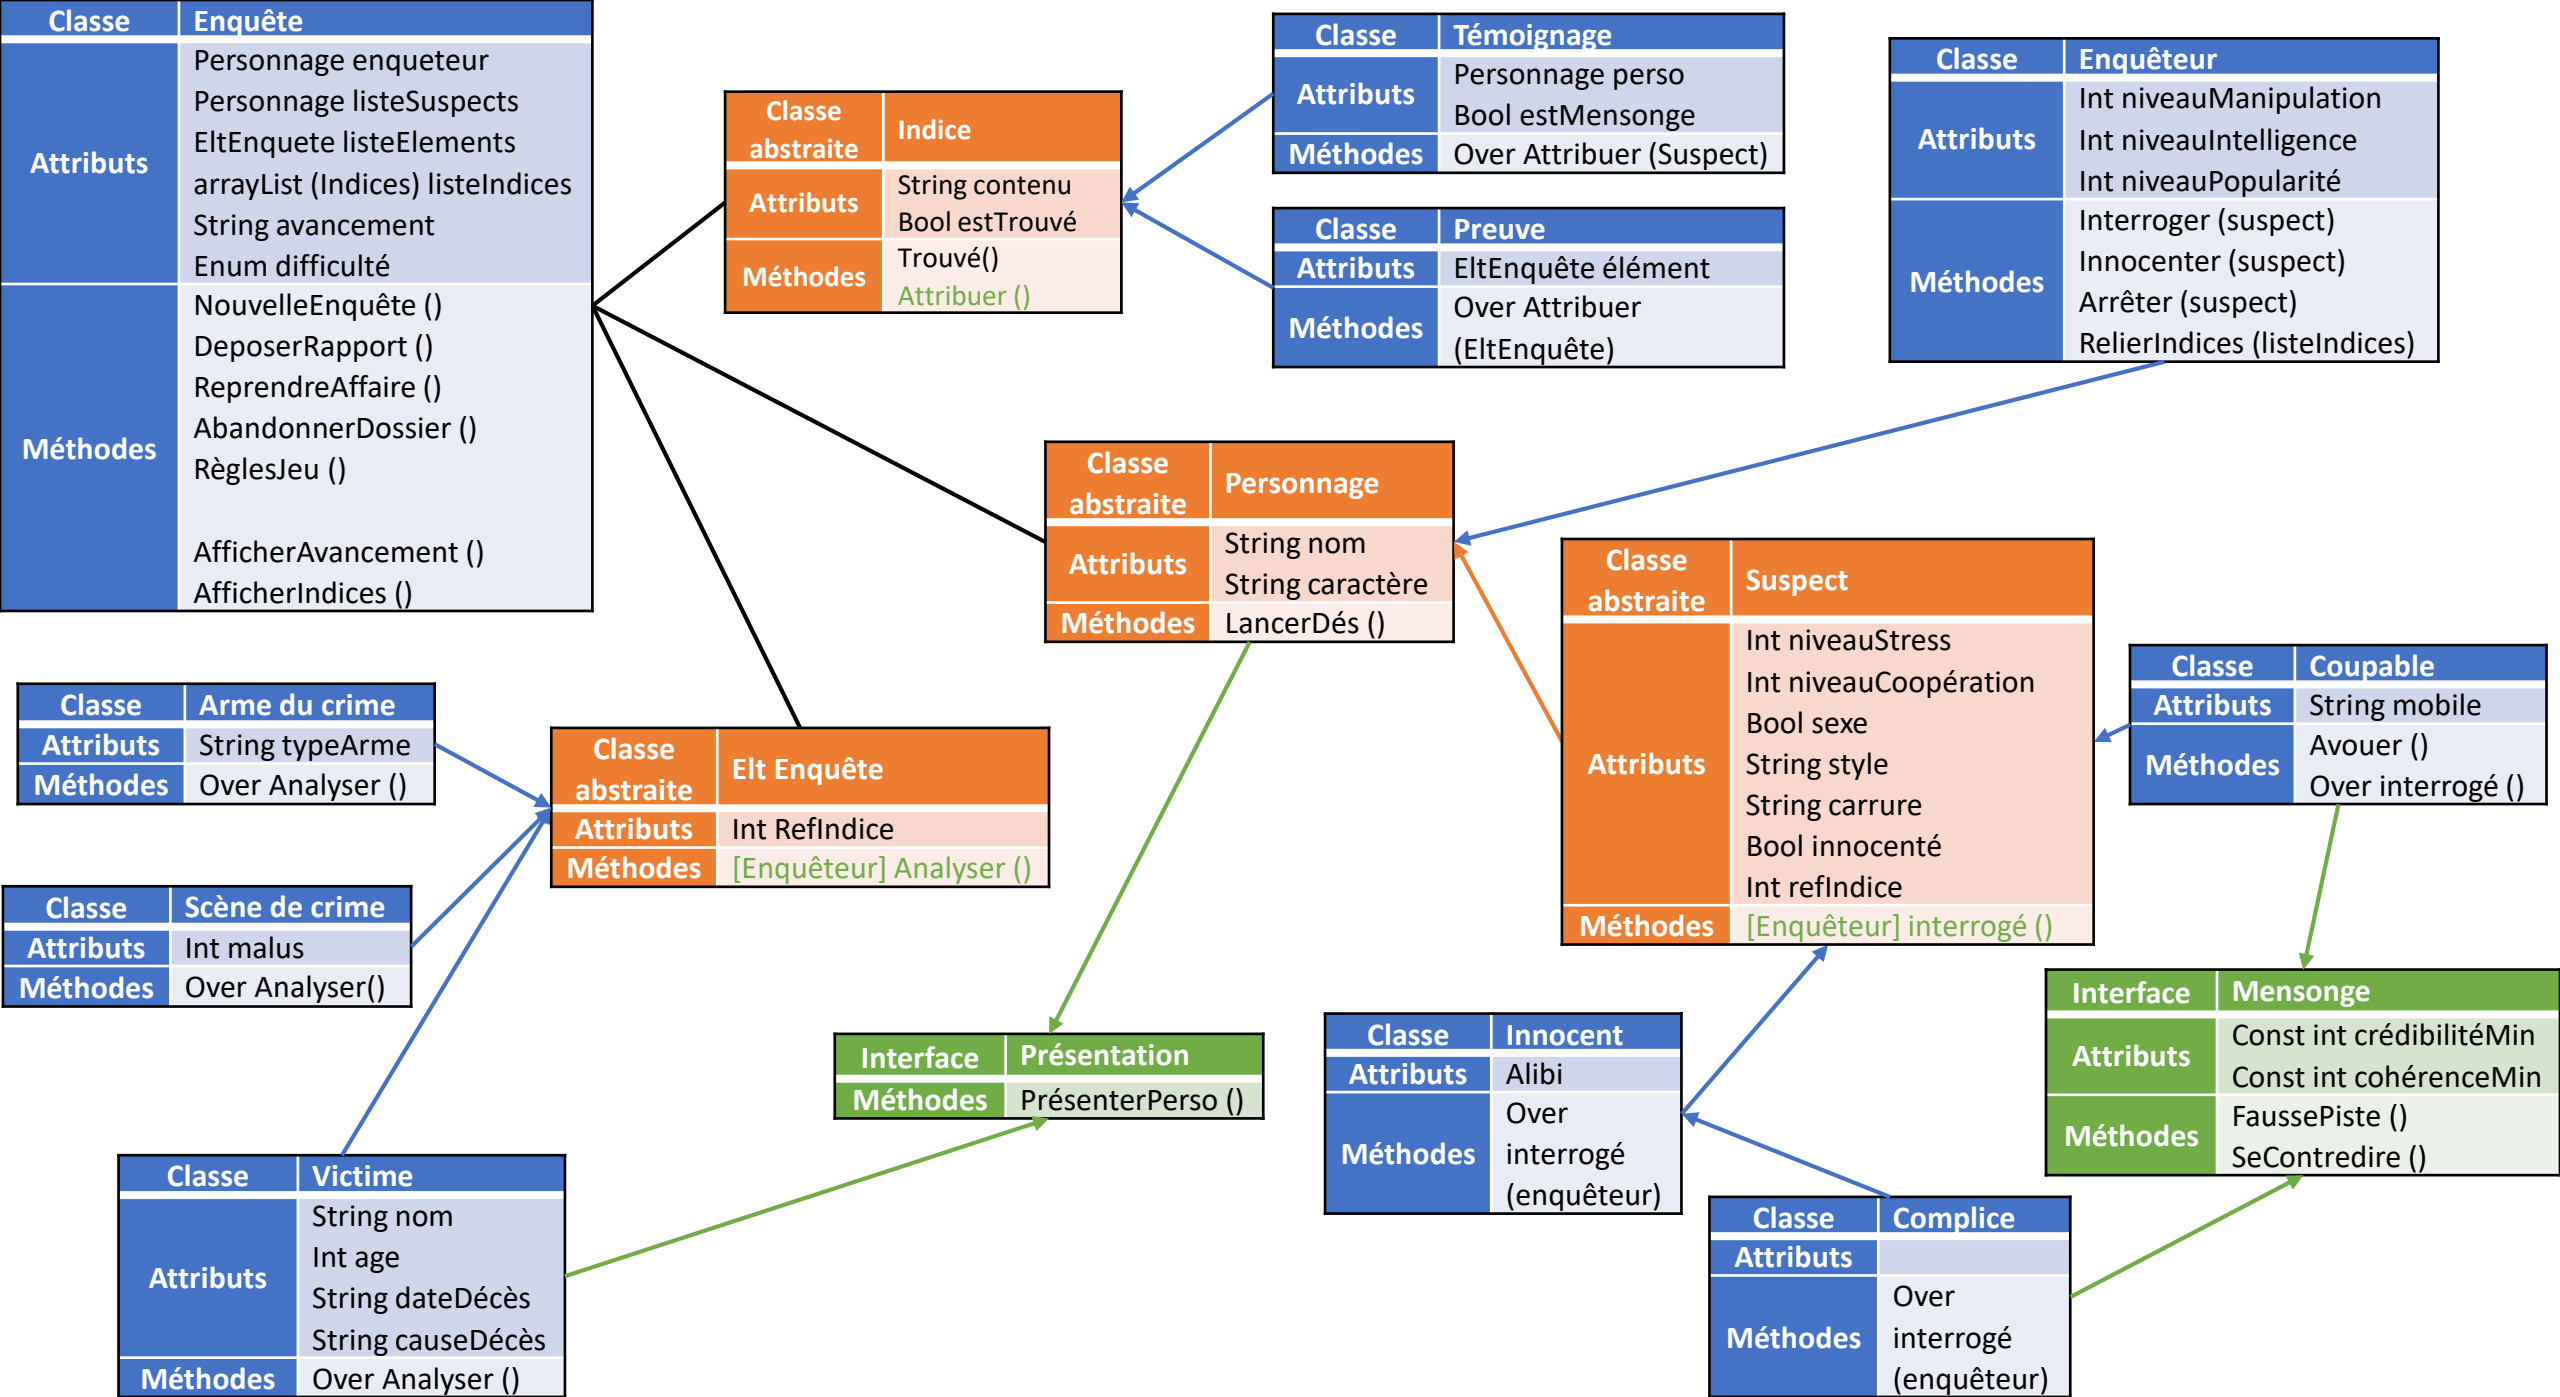 Classe Enquête
Attributs
Personnage enqueteur
Personnage listeSuspects
EltEnquete listeElements
arrayList (Indices) listeIndices
String avancement
Enum difficulté
Méthodes
NouvelleEnquête ()
DeposerRapport ()
ReprendreAffaire ()
AbandonnerDossier ()
RèglesJeu ()
AfficherAvancement ()
AfficherIndices ()
Classe
abstraite
Indice
Attributs
String contenu
Bool estTrouvé
Méthodes
Trouvé()
Attribuer ()
Classe Témoignage
Attributs
Personnage perso
Bool estMensonge
Méthodes Over Attribuer (Suspect)
Classe Preuve
Attributs EltEnquête élément
Méthodes
Over Attribuer
(EltEnquête)
Classe Enquêteur
Attributs
Int niveauManipulation
Int niveauIntelligence
Int niveauPopularité
Méthodes
Interroger (suspect)
Innocenter (suspect)
Arrêter (suspect)
RelierIndices (listeIndices)
Classe
abstraite
Personnage
Attributs
String nom
String caractère
Méthodes LancerDés ()
Classe
abstraite
Suspect
Attributs
Int niveauStress
Int niveauCoopération
Bool sexe
String style
String carrure
Bool innocenté
Int refIndice
Méthodes [Enquêteur] interrogé ()
Classe Coupable
Attributs String mobile
Méthodes
Avouer ()
Over interrogé ()
Classe Arme du crime
Attributs String typeArme
Méthodes Over Analyser ()
Classe
abstraite
Elt Enquête
Attributs Int RefIndice
Méthodes [Enquêteur] Analyser ()
Classe Scène de crime
Attributs Int malus
Méthodes Over Analyser()
Interface Présentation
Méthodes PrésenterPerso ()
Classe Innocent
Attributs Alibi
Méthodes
Over
interrogé
(enquêteur)
Interface Mensonge
Attributs
Const int crédibilitéMin
Const int cohérenceMin
Méthodes
FaussePiste ()
SeContredire ()
Classe Victime
Attributs
String nom
Int age
String dateDécès
String causeDécès
Méthodes Over Analyser ()
Classe Complice
Attributs
Méthodes
Over
interrogé
(enquêteur)